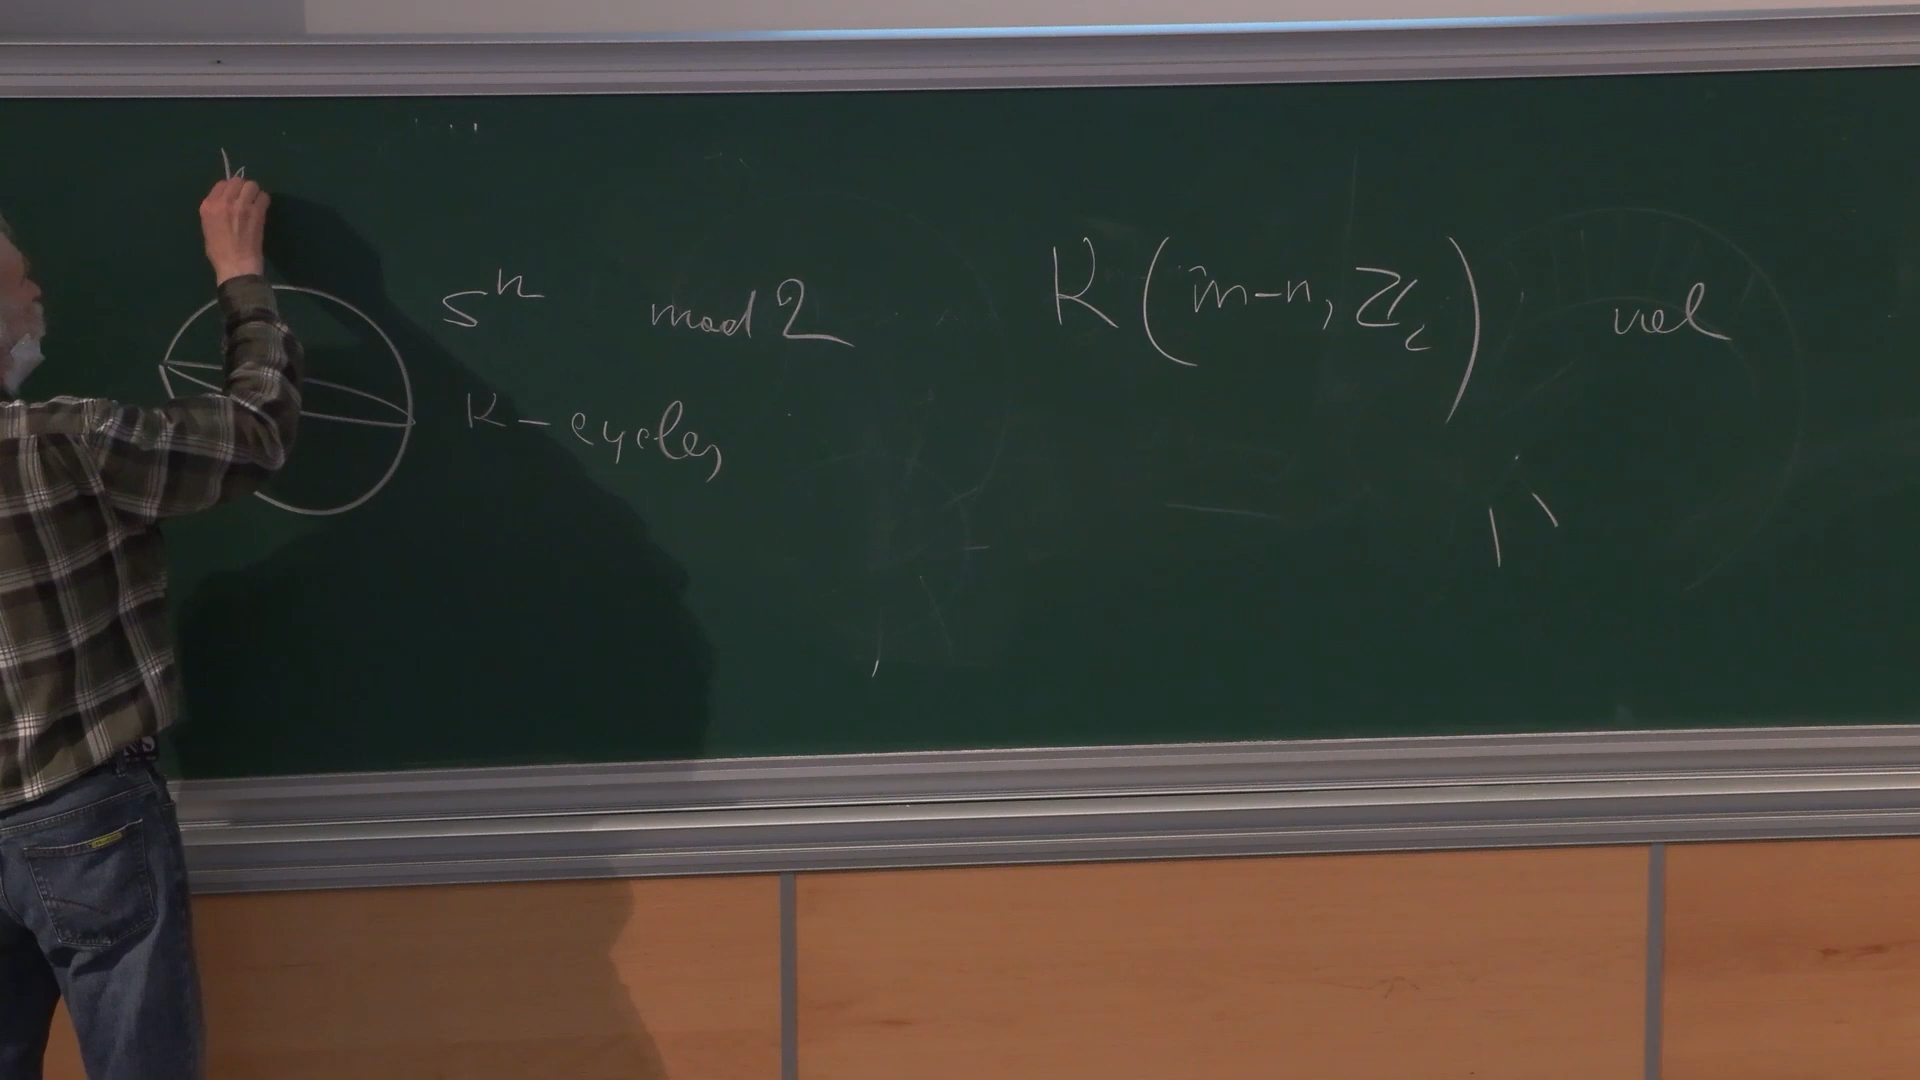 S^n mod 2 K(m-n, Z_2) vol
K-cycles